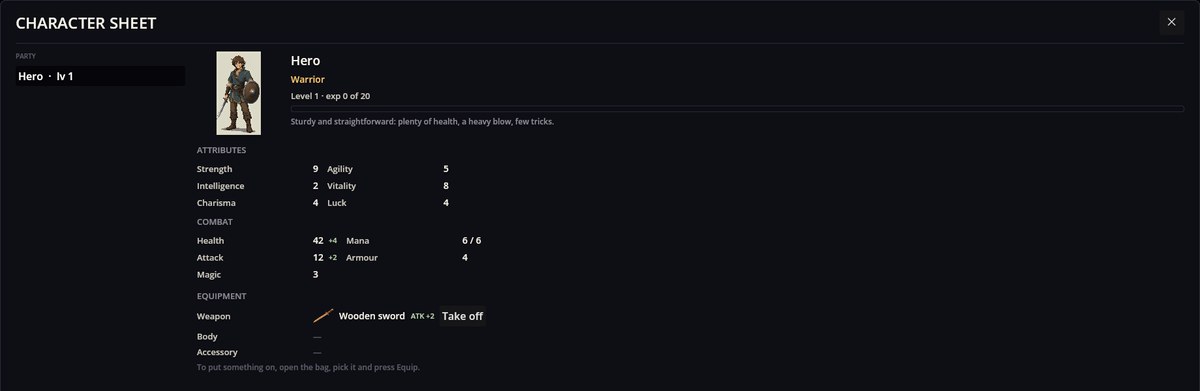 CHARACTER SHEET
×
PARTY
Hero · lv 1
Hero
Warrior
Level 1 · exp 0 of 20
Sturdy and straightforward: plenty of health, a heavy blow, few tricks.
ATTRIBUTES
Strength 9 Agility 5
Intelligence 2 Vitality 8
Charisma 4 Luck 4
COMBAT
Health 42 +4 Mana 6 / 6
Attack 12 +2 Armour 4
Magic 3
EQUIPMENT
Weapon Wooden sword ATK +2 Take off
Body —
Accessory —
To put something on, open the bag, pick it and press Equip.